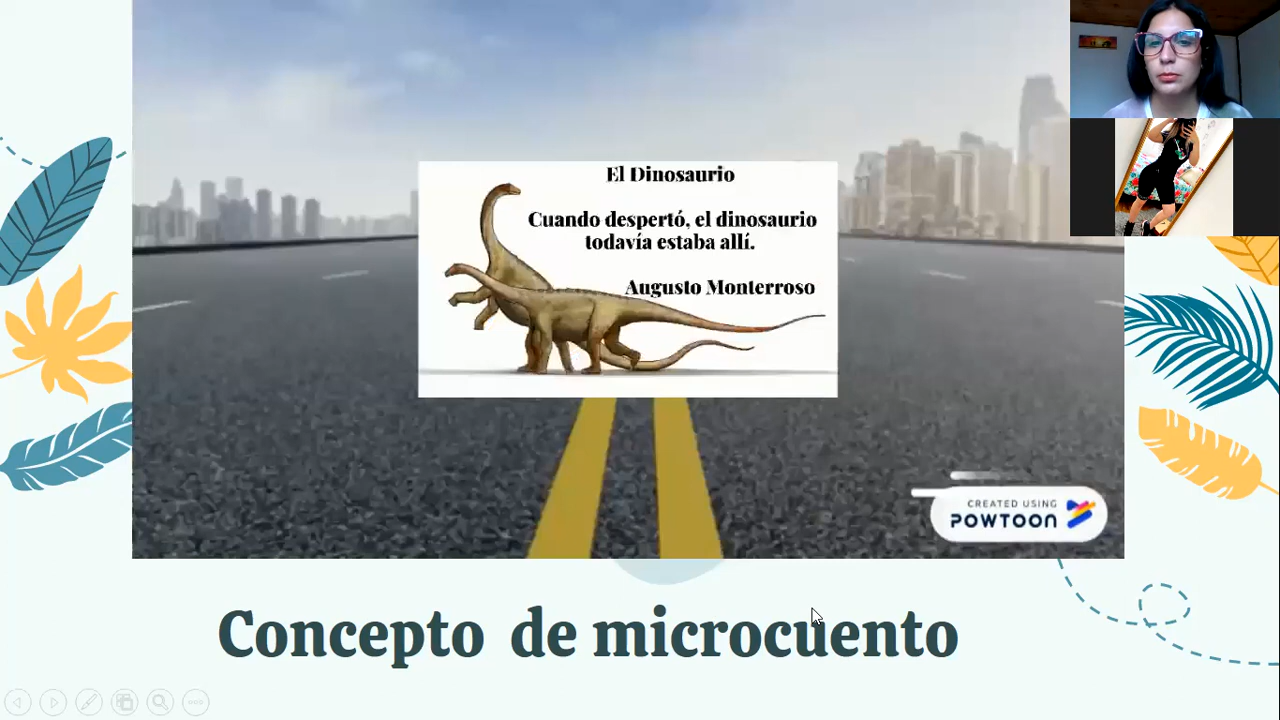 El Dinosaurio
Cuando despertó, el dinosaurio
todavía estaba allí.
Augusto Monterroso
CREATED USING
POWTOON
Concepto de microcuento